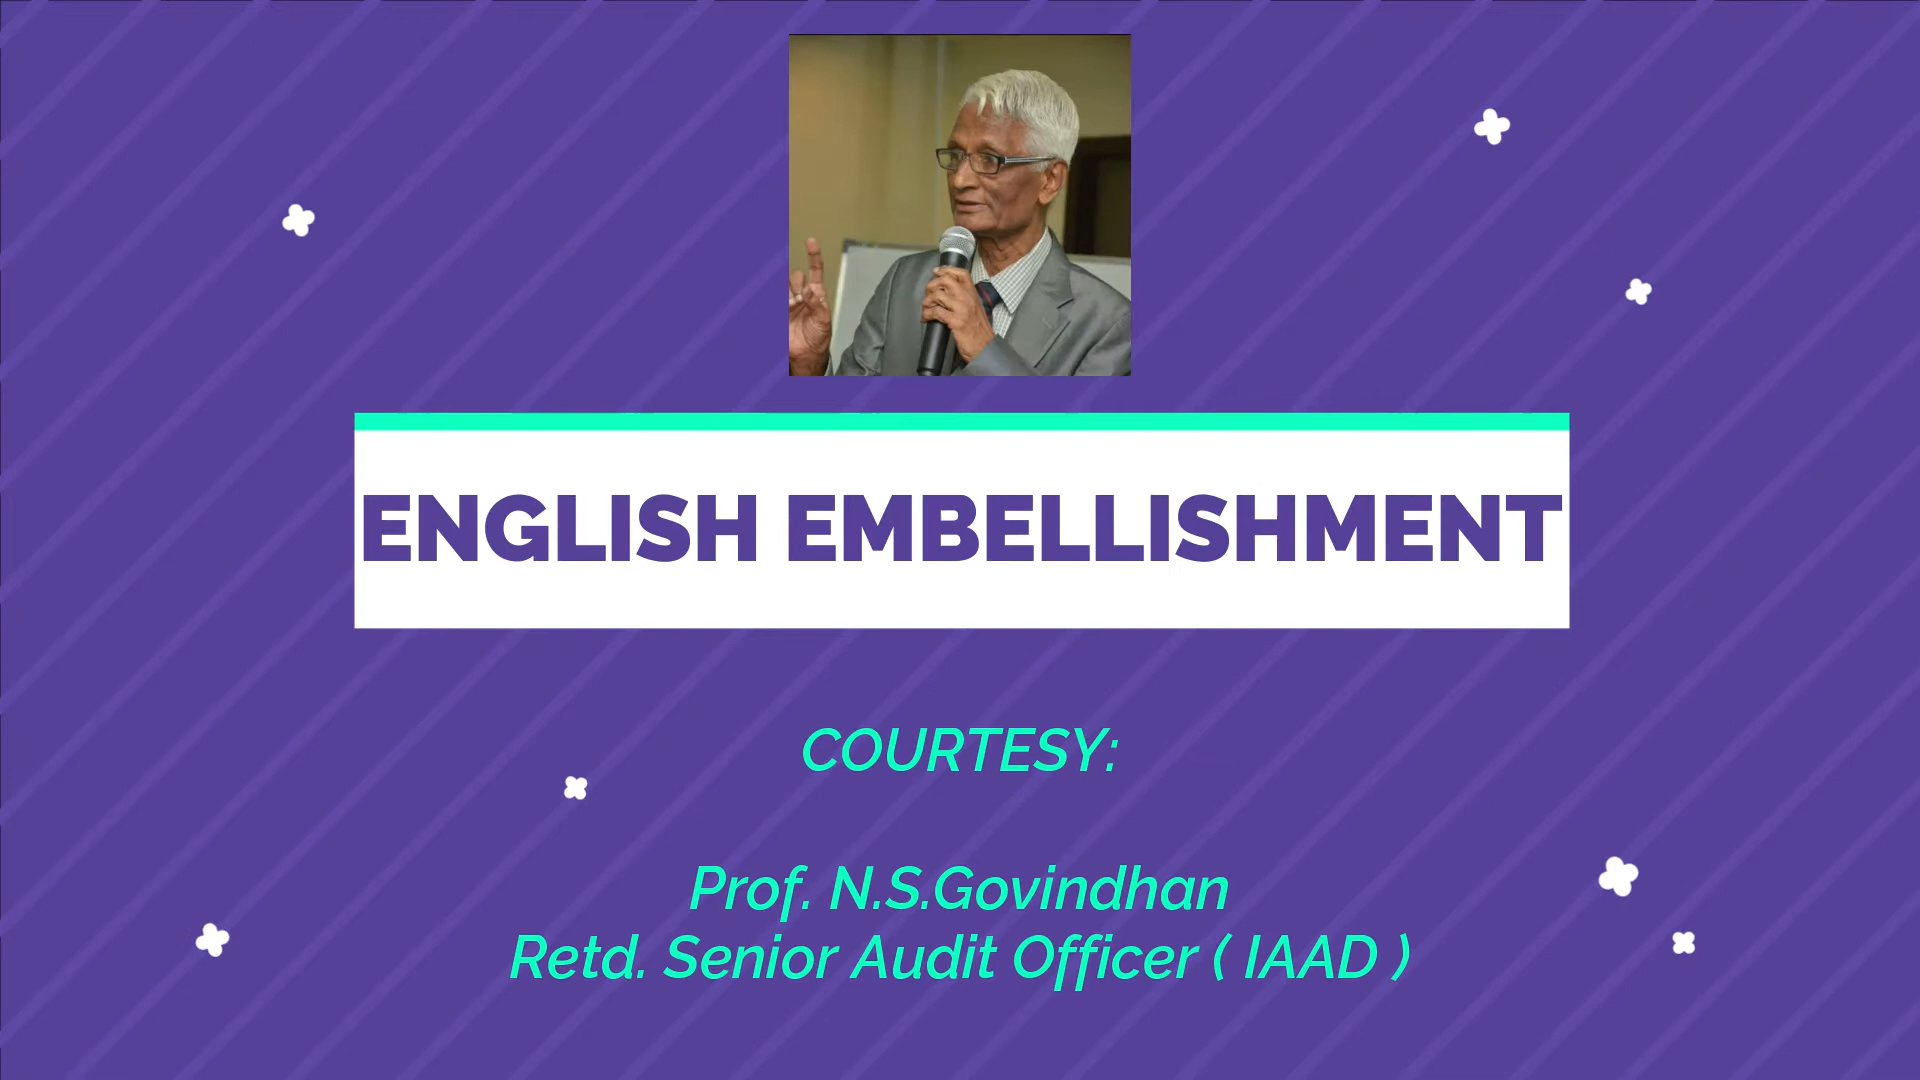 ENGLISH EMBELLISHMENT
COURTESY:
Prof. N.S.Govindhan
Retd. Senior Audit Officer ( IAAD )